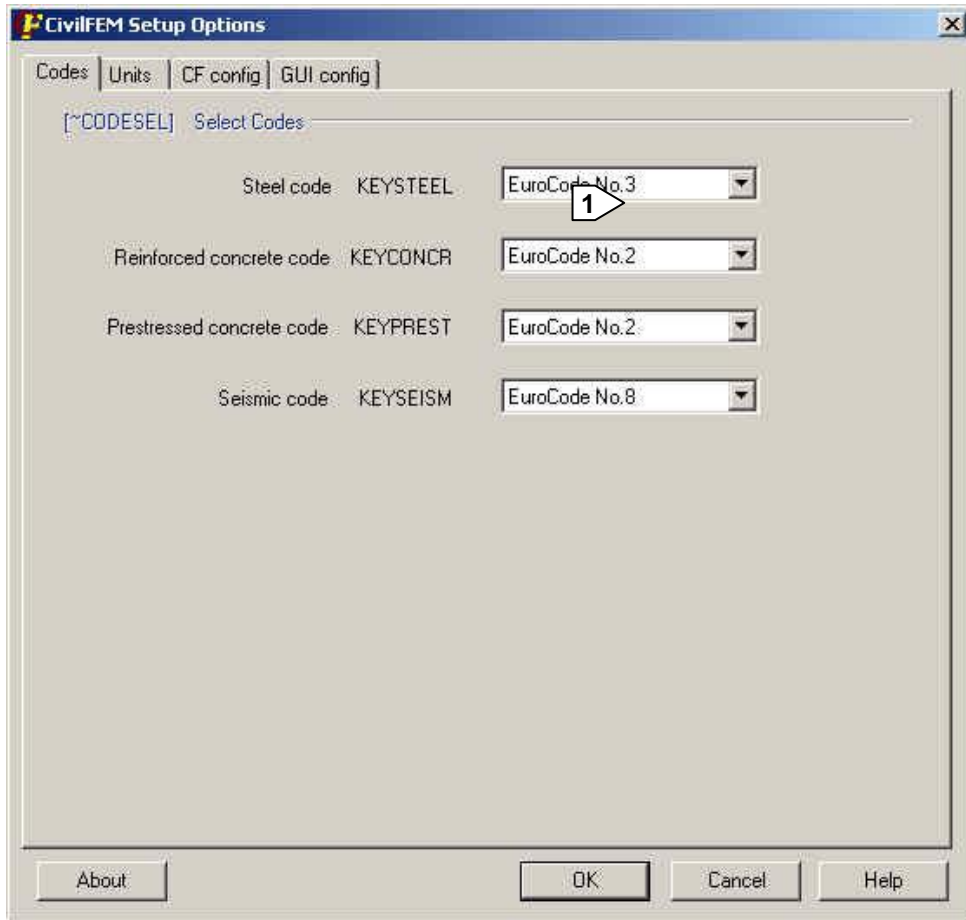 CivilFEM Setup Options
Codes Units CF config GUI config
[~CODESEL] Select Codes
Steel code KEYSTEEL EuroCode No.3
1
Reinforced concrete code KEYCONCR EuroCode No.2
Prestressed concrete code KEYPREST EuroCode No.2
Seismic code KEYSEISM EuroCode No.8
About OK Cancel Help